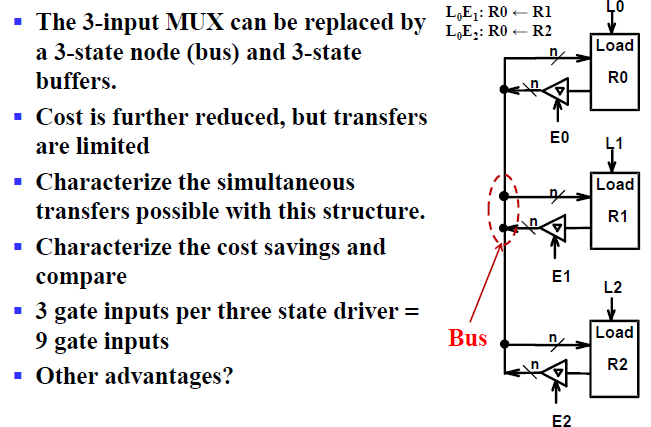 The 3-input MUX can be replaced by
a 3-state node (bus) and 3-state
buffers.
Cost is further reduced, but transfers
are limited
Characterize the simultaneous
transfers possible with this structure.
Characterize the cost savings and
compare
3 gate inputs per three state driver =
9 gate inputs
Other advantages?
L₀E₁: R0 ← R1
L₀E₂: R0 ← R2
L0
Load
R0
n
n
E0
L1
Load
R1
n
n
E1
Bus
L2
Load
R2
n
n
E2